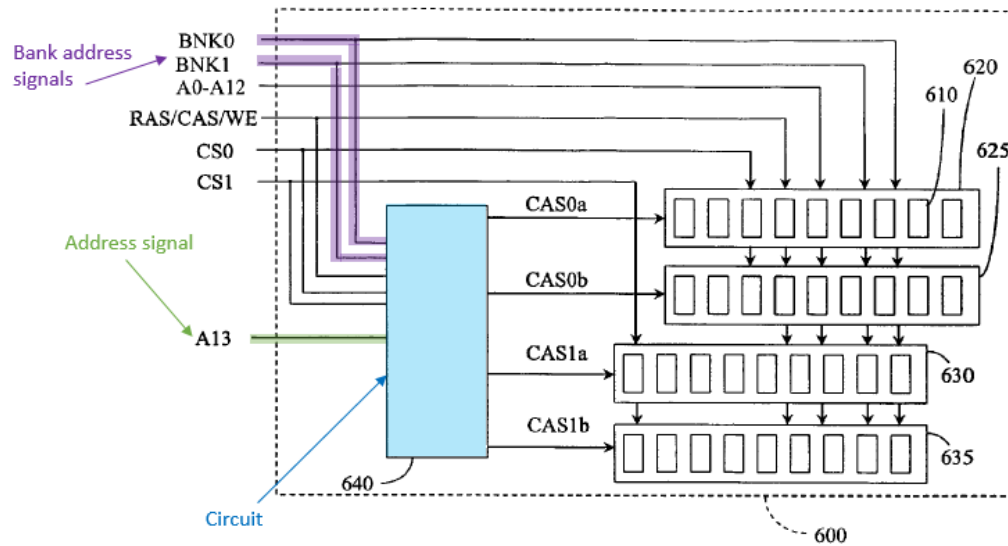 BNK0
Bank address
signals
BNK1
A0-A12
RAS/CAS/WE
CS0
CS1
620
610
625
CAS0a
Address signal
CAS0b
A13
CAS1a
630
CAS1b
635
640
Circuit
600